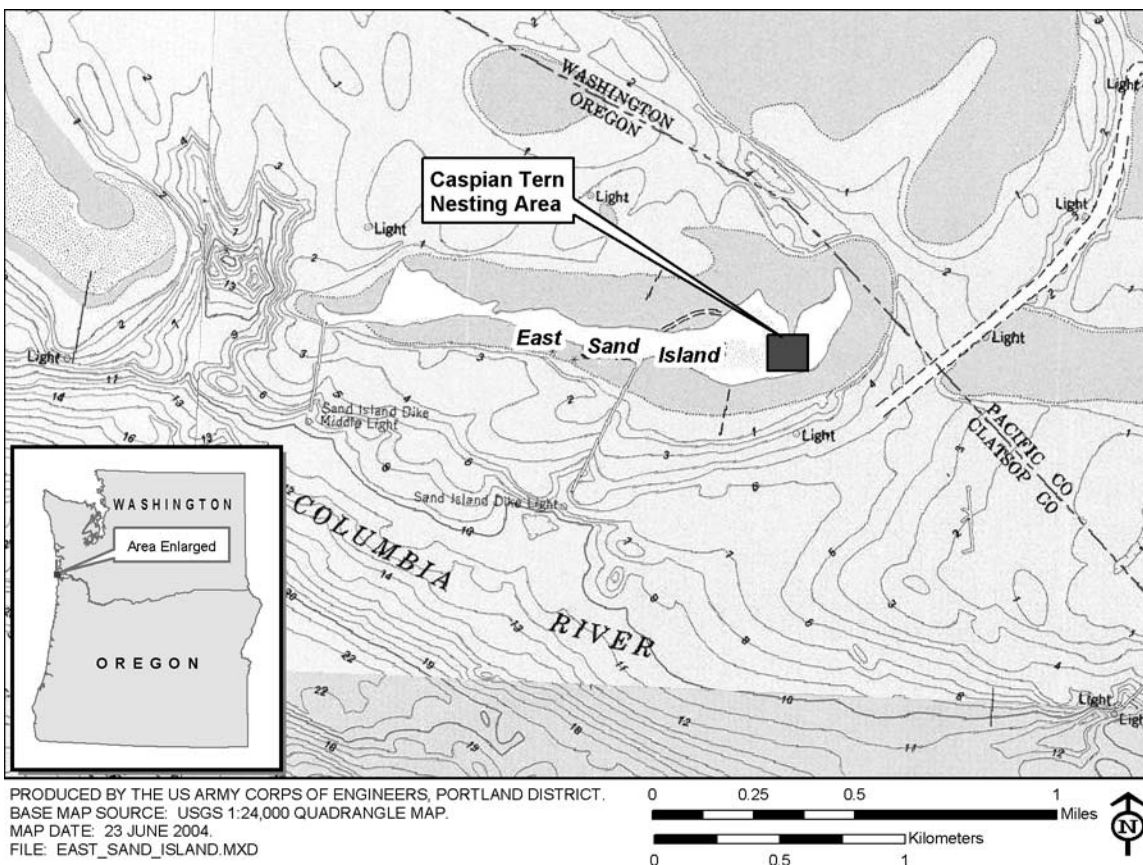 WASHINGTON
OREGON
Caspian Tern
Nesting Area
Light
Light
Light
Light
Light
Light
Light
Light
Light
East Sand Island
Sand Island Dike
Middle Light
Sand Island Dike Light
PACIFIC CO
CLATSOP CO
COLUMBIA
RIVER
WASHINGTON
Area Enlarged
OREGON
PRODUCED BY THE US ARMY CORPS OF ENGINEERS, PORTLAND DISTRICT.
BASE MAP SOURCE: USGS 1:24,000 QUADRANGLE MAP.
MAP DATE: 23 JUNE 2004.
FILE: EAST_SAND_ISLAND.MXD
0 0.25 0.5 1
Miles
Kilometers
0 0.5 1
N